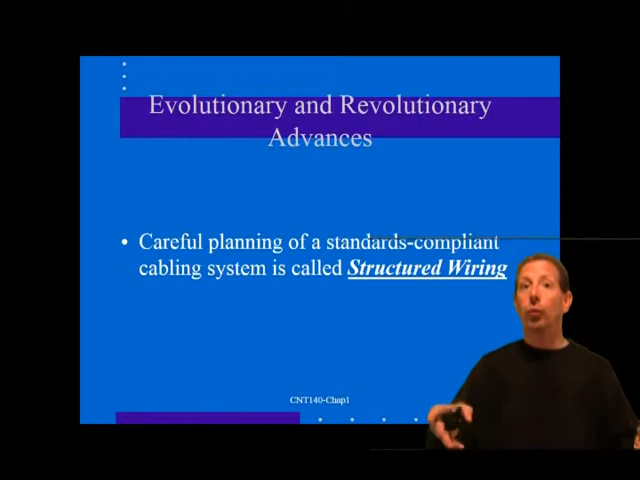 Evolutionary and Revolutionary
Advances
• Careful planning of a standards-compliant
cabling system is called Structured Wiring
CNT140-Chap1